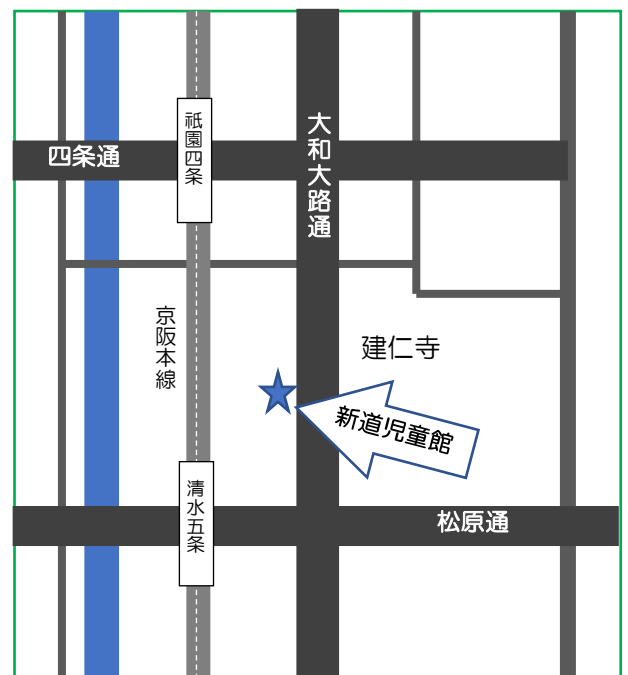 大和大路通
祇園四条
四条通
京阪本線
建仁寺
新道児童館
清水五条
松原通